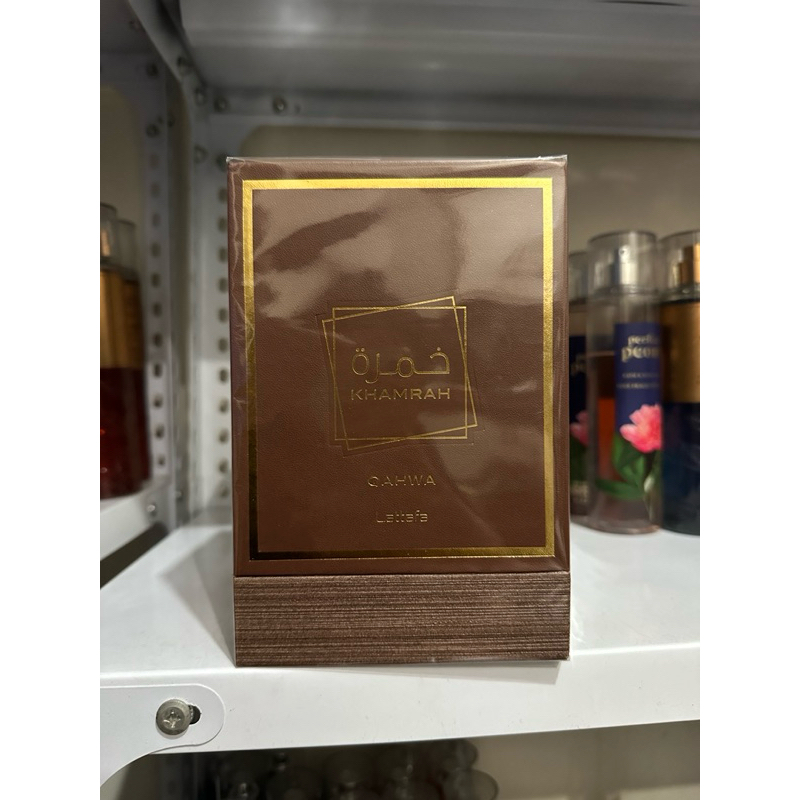 خمرة
KHAMRAH
QAHWA
Lattafa